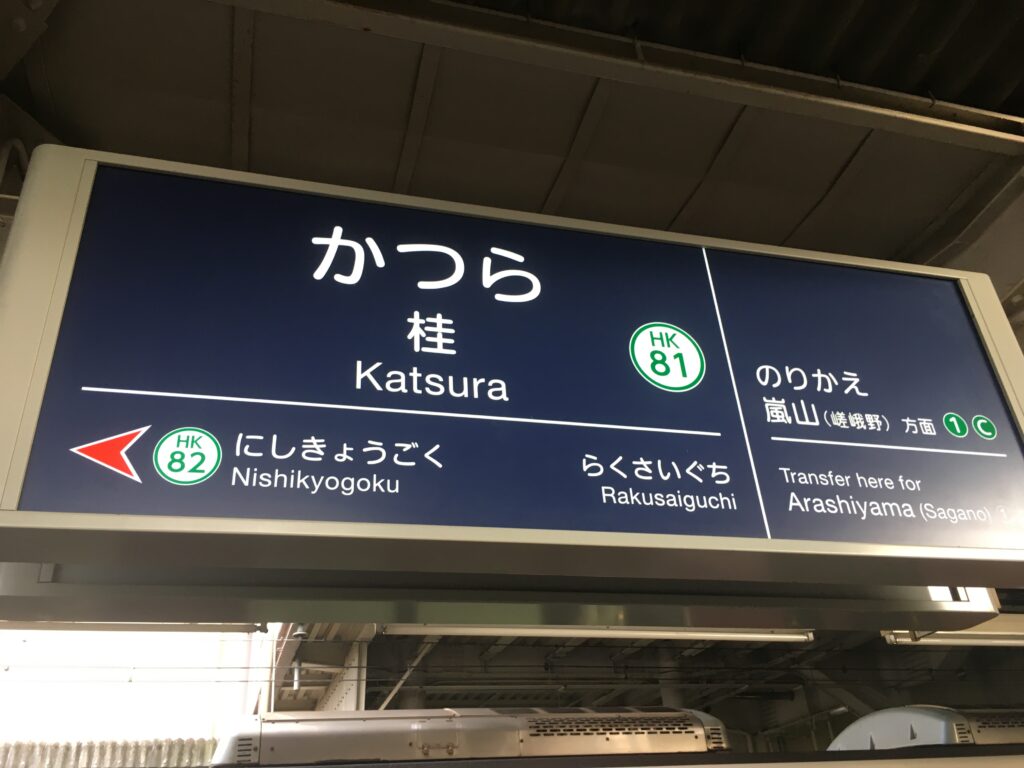 かつら
桂
Katsura
HK
81
HK
82
にしきょうごく
Nishikyogoku
らくさいぐち
Rakusaiguchi
のりかえ
嵐山(嵯峨野)方面 1 C
Transfer here for
Arashiyama (Sagano) 1